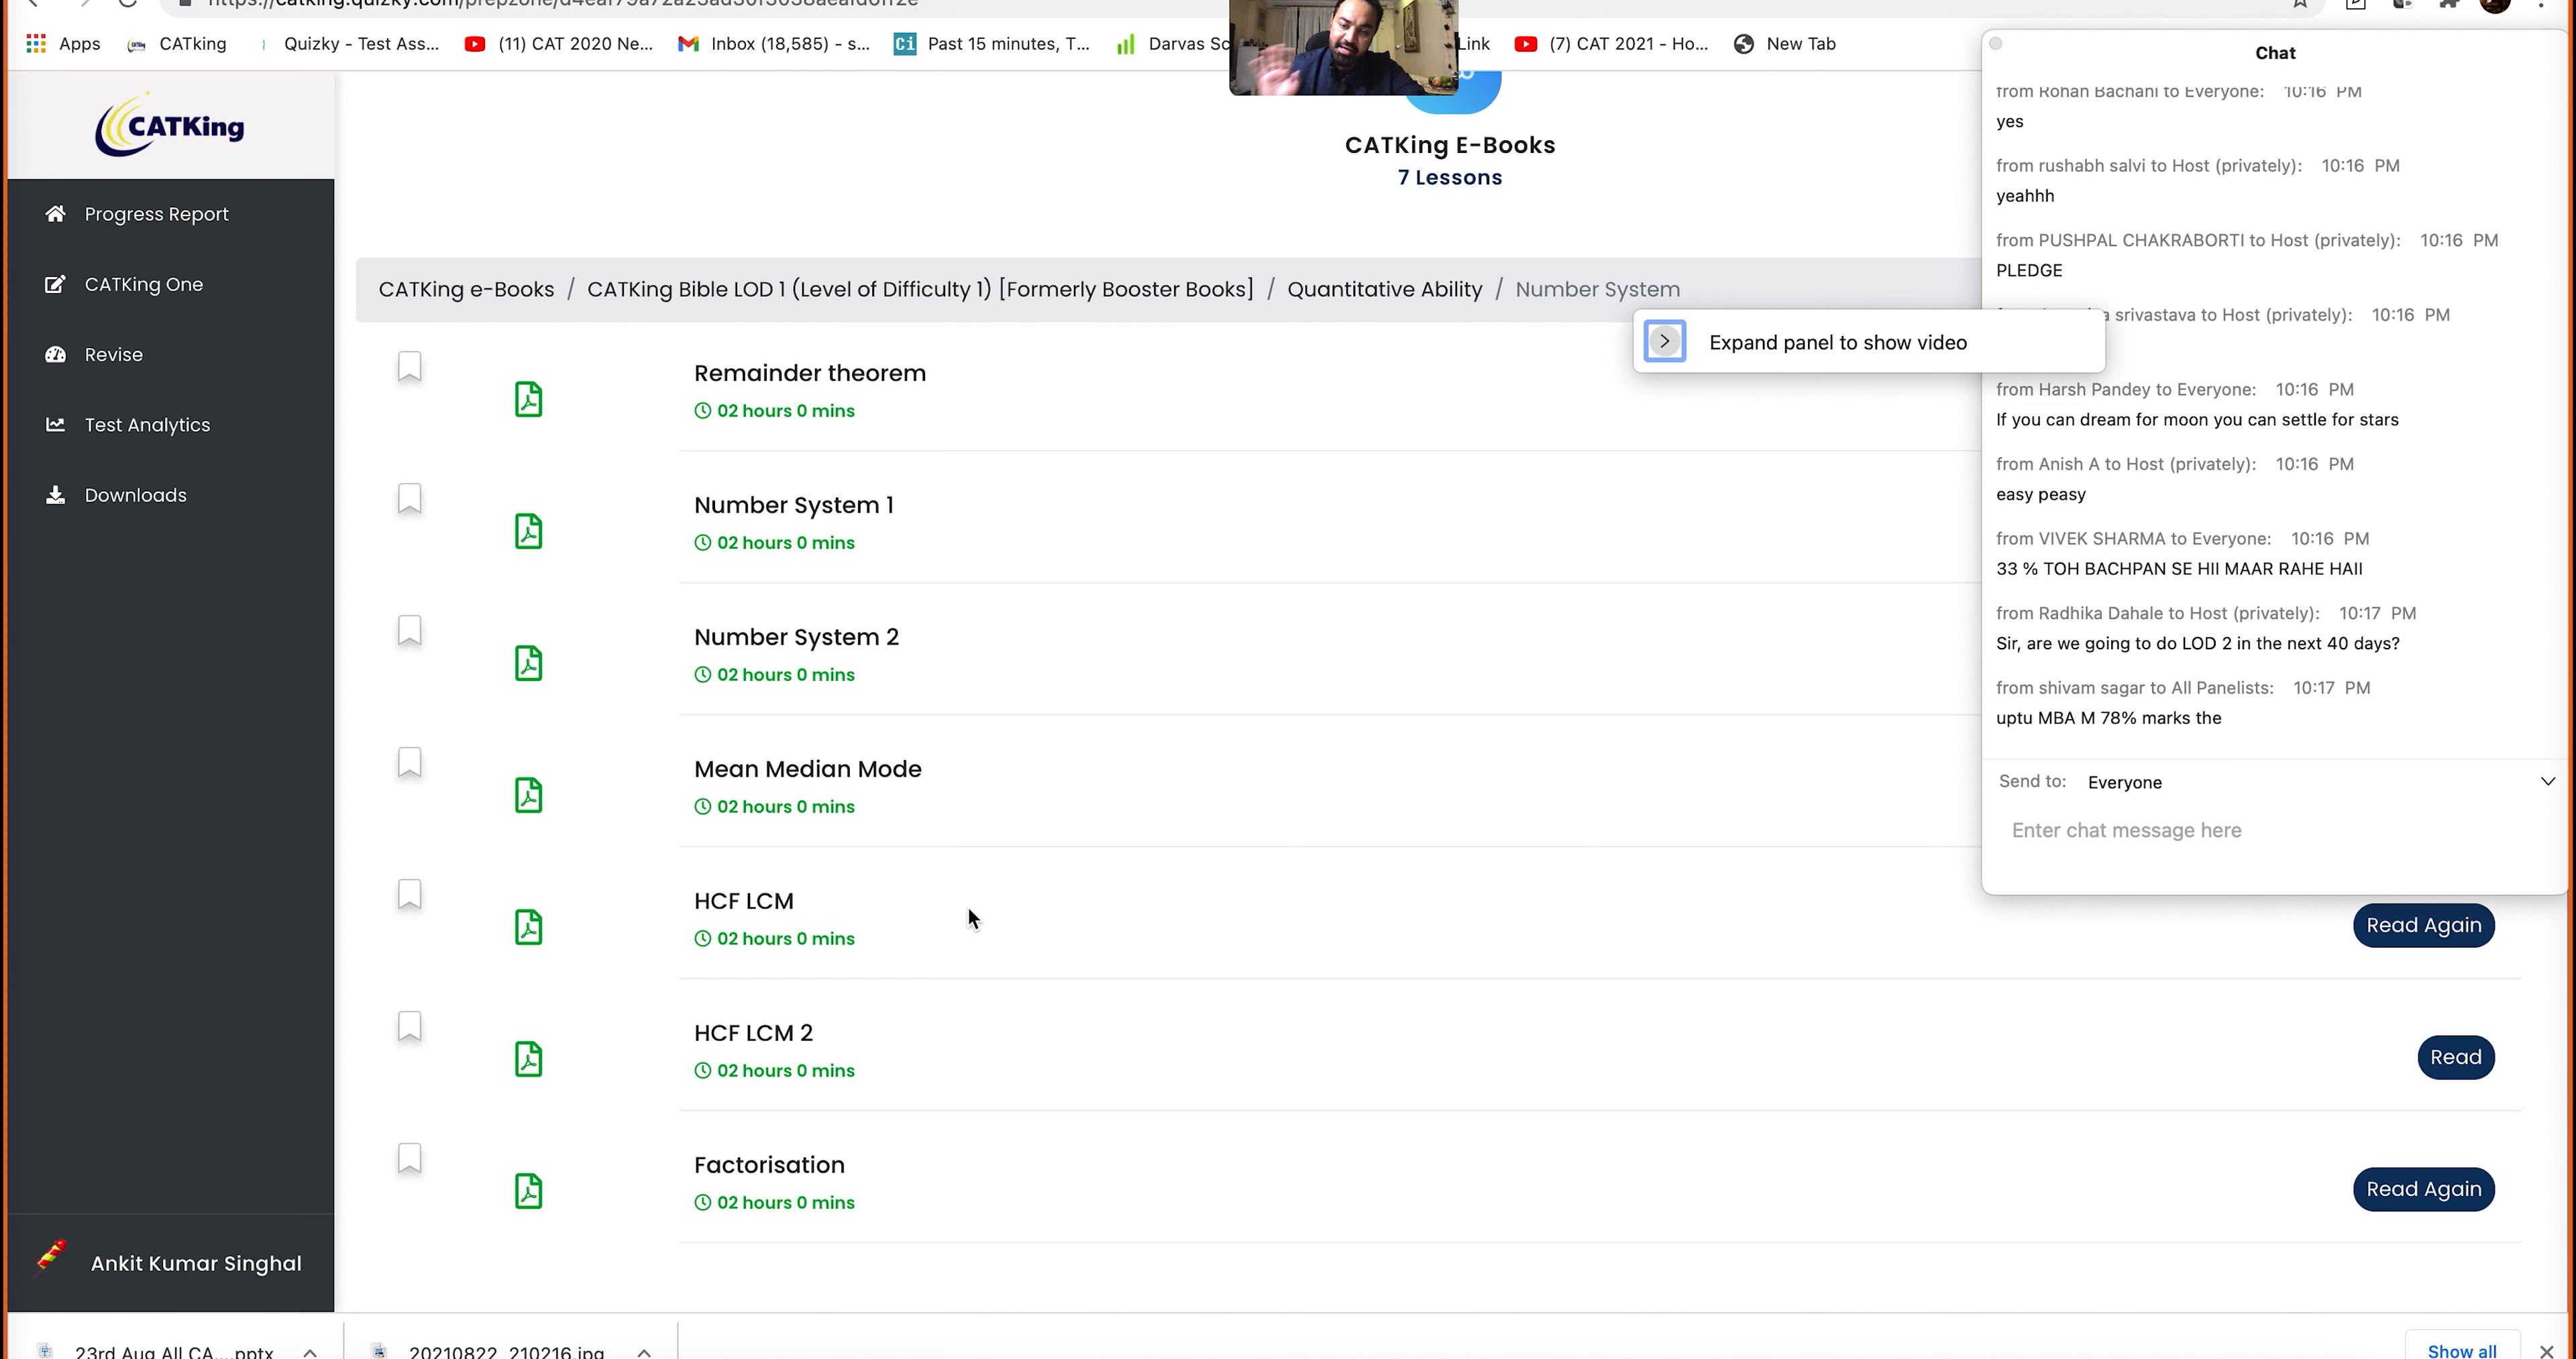 Apps
CATking
Quizky - Test Ass...
(11) CAT 2020 Ne...
Inbox (18,585) - s...
Past 15 minutes, T...
Darvas Sc
Link
(7) CAT 2021 - Ho...
New Tab
CATKing
Progress Report
CATKing One
Revise
Test Analytics
Downloads
Ankit Kumar Singhal
CATKing E-Books
7 Lessons
CATKing e-Books / CATKing Bible LOD 1 (Level of Difficulty 1) [Formerly Booster Books] / Quantitative Ability / Number System
Expand panel to show video
Remainder theorem
02 hours 0 mins
Number System 1
02 hours 0 mins
Number System 2
02 hours 0 mins
Mean Median Mode
02 hours 0 mins
HCF LCM
02 hours 0 mins
Read Again
HCF LCM 2
02 hours 0 mins
Read
Factorisation
02 hours 0 mins
Read Again
Chat
from Rohan Bachani to Everyone: 10:16 PM
yes
from rushabh salvi to Host (privately): 10:16 PM
yeahhh
from PUSHPAL CHAKRABORTI to Host (privately): 10:16 PM
PLEDGE
srivastava to Host (privately): 10:16 PM
from Harsh Pandey to Everyone: 10:16 PM
If you can dream for moon you can settle for stars
from Anish A to Host (privately): 10:16 PM
easy peasy
from VIVEK SHARMA to Everyone: 10:16 PM
33 % TOH BACHPAN SE HII MAAR RAHE HAII
from Radhika Dahale to Host (privately): 10:17 PM
Sir, are we going to do LOD 2 in the next 40 days?
from shivam sagar to All Panelists: 10:17 PM
uptu MBA M 78% marks the
Send to: Everyone
Enter chat message here
23rd Aug All CA....pptx
20210822_210216.jpg
Show all